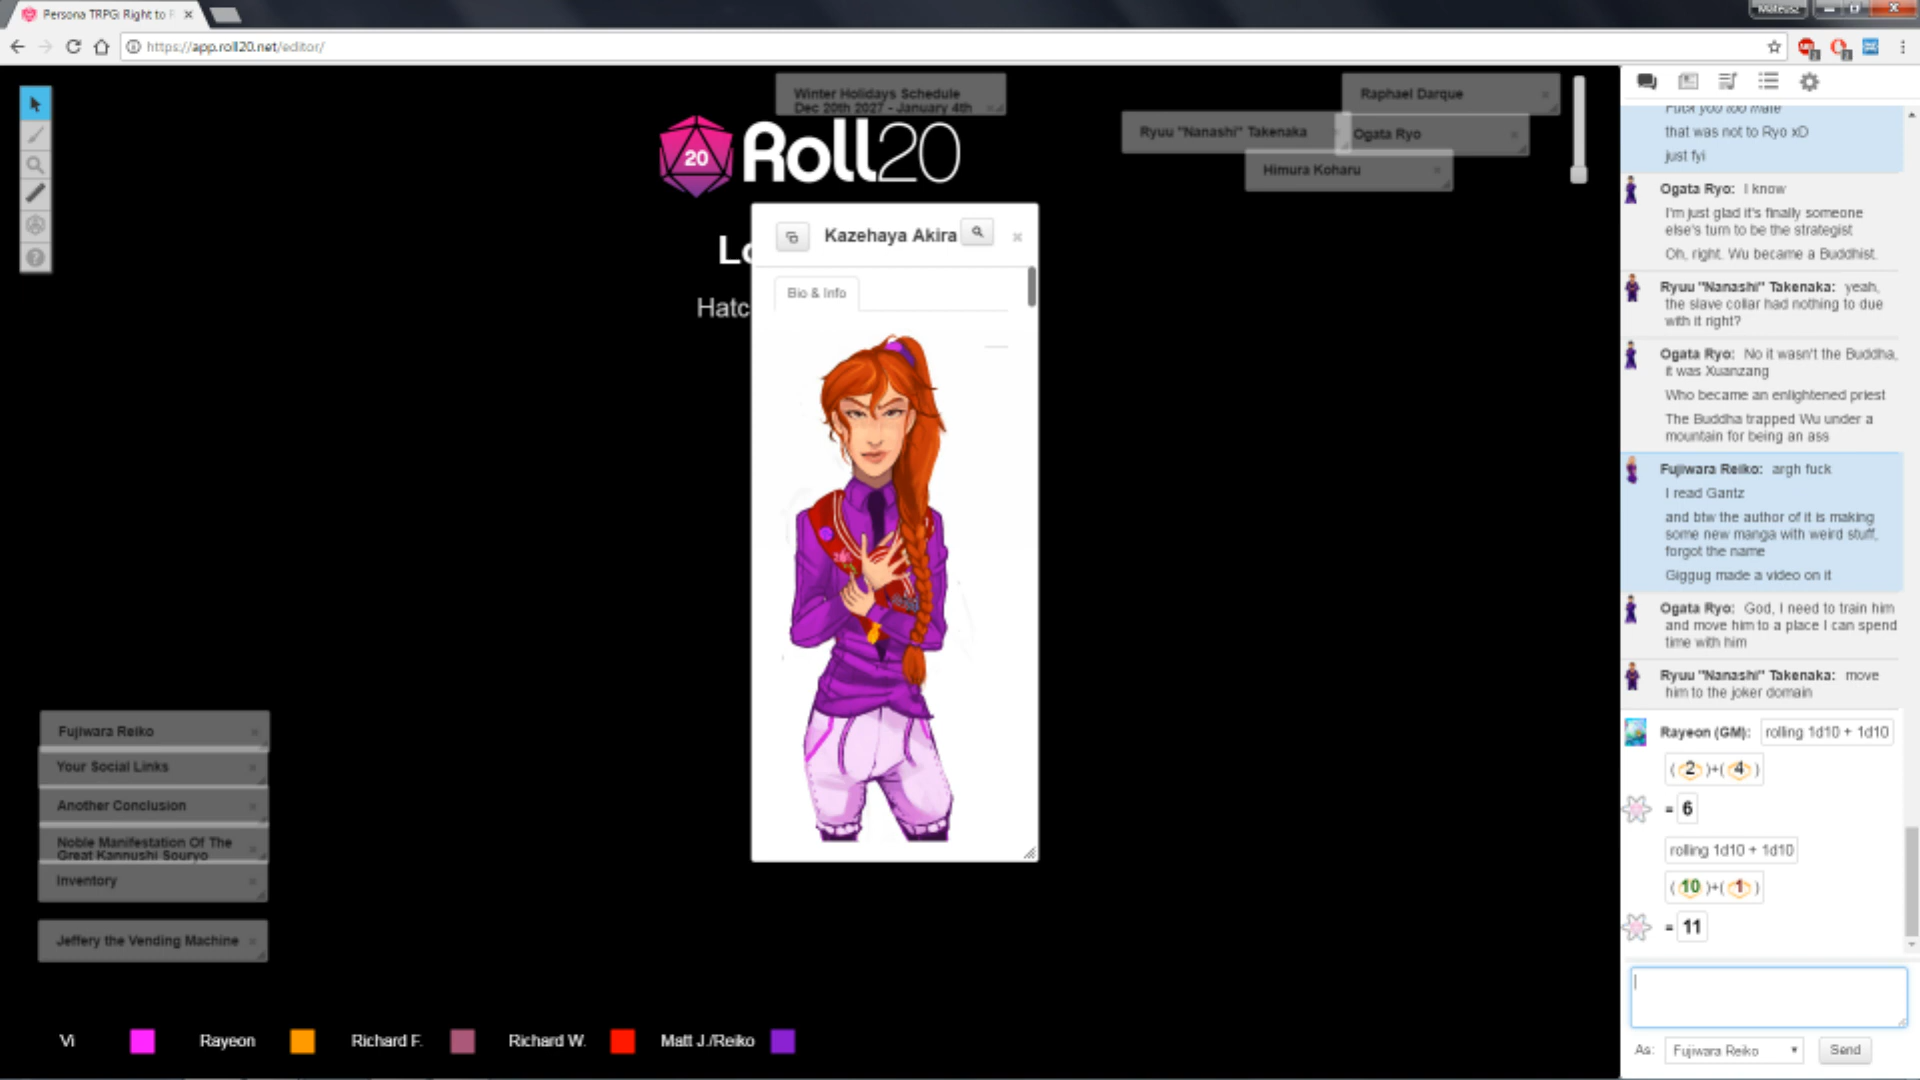 Persona TRPG: Right to
Mateusz
https://app.roll20.net/editor/
Winter Holidays Schedule
Dec 20th 2027 - January 4th
Raphael Darque
Ryuu "Nanashi" Takenaka
Ogata Ryo
Himura Koharu
20
Roll20
Lo
Hatc
Kazehaya Akira
Bio & Info
Fujiwara Reiko
Your Social Links
Another Conclusion
Noble Manifestation Of The
Great Kannushi Souryo
Inventory
Jeffery the Vending Machine
Vi
Rayeon
Richard F.
Richard W.
Matt J./Reiko
Fuck you too mate
that was not to Ryo xD
just fyi
Ogata Ryo: I know
I'm just glad it's finally someone
else's turn to be the strategist
Oh, right. Wu became a Buddhist.
Ryuu "Nanashi" Takenaka: yeah,
the slave collar had nothing to due
with it right?
Ogata Ryo: No it wasn't the Buddha,
it was Xuanzang
Who became an enlightened priest
The Buddha trapped Wu under a
mountain for being an ass
Fujiwara Reiko: argh fuck
I read Gantz
and btw the author of it is making
some new manga with weird stuff,
forgot the name
Giggug made a video on it
Ogata Ryo: God, I need to train him
and move him to a place I can spend
time with him
Ryuu "Nanashi" Takenaka: move
him to the joker domain
Rayeon (GM): rolling 1d10 + 1d10
(2)+(4)
= 6
rolling 1d10 + 1d10
(10)+(1)
= 11
As: Fujiwara Reiko
Send